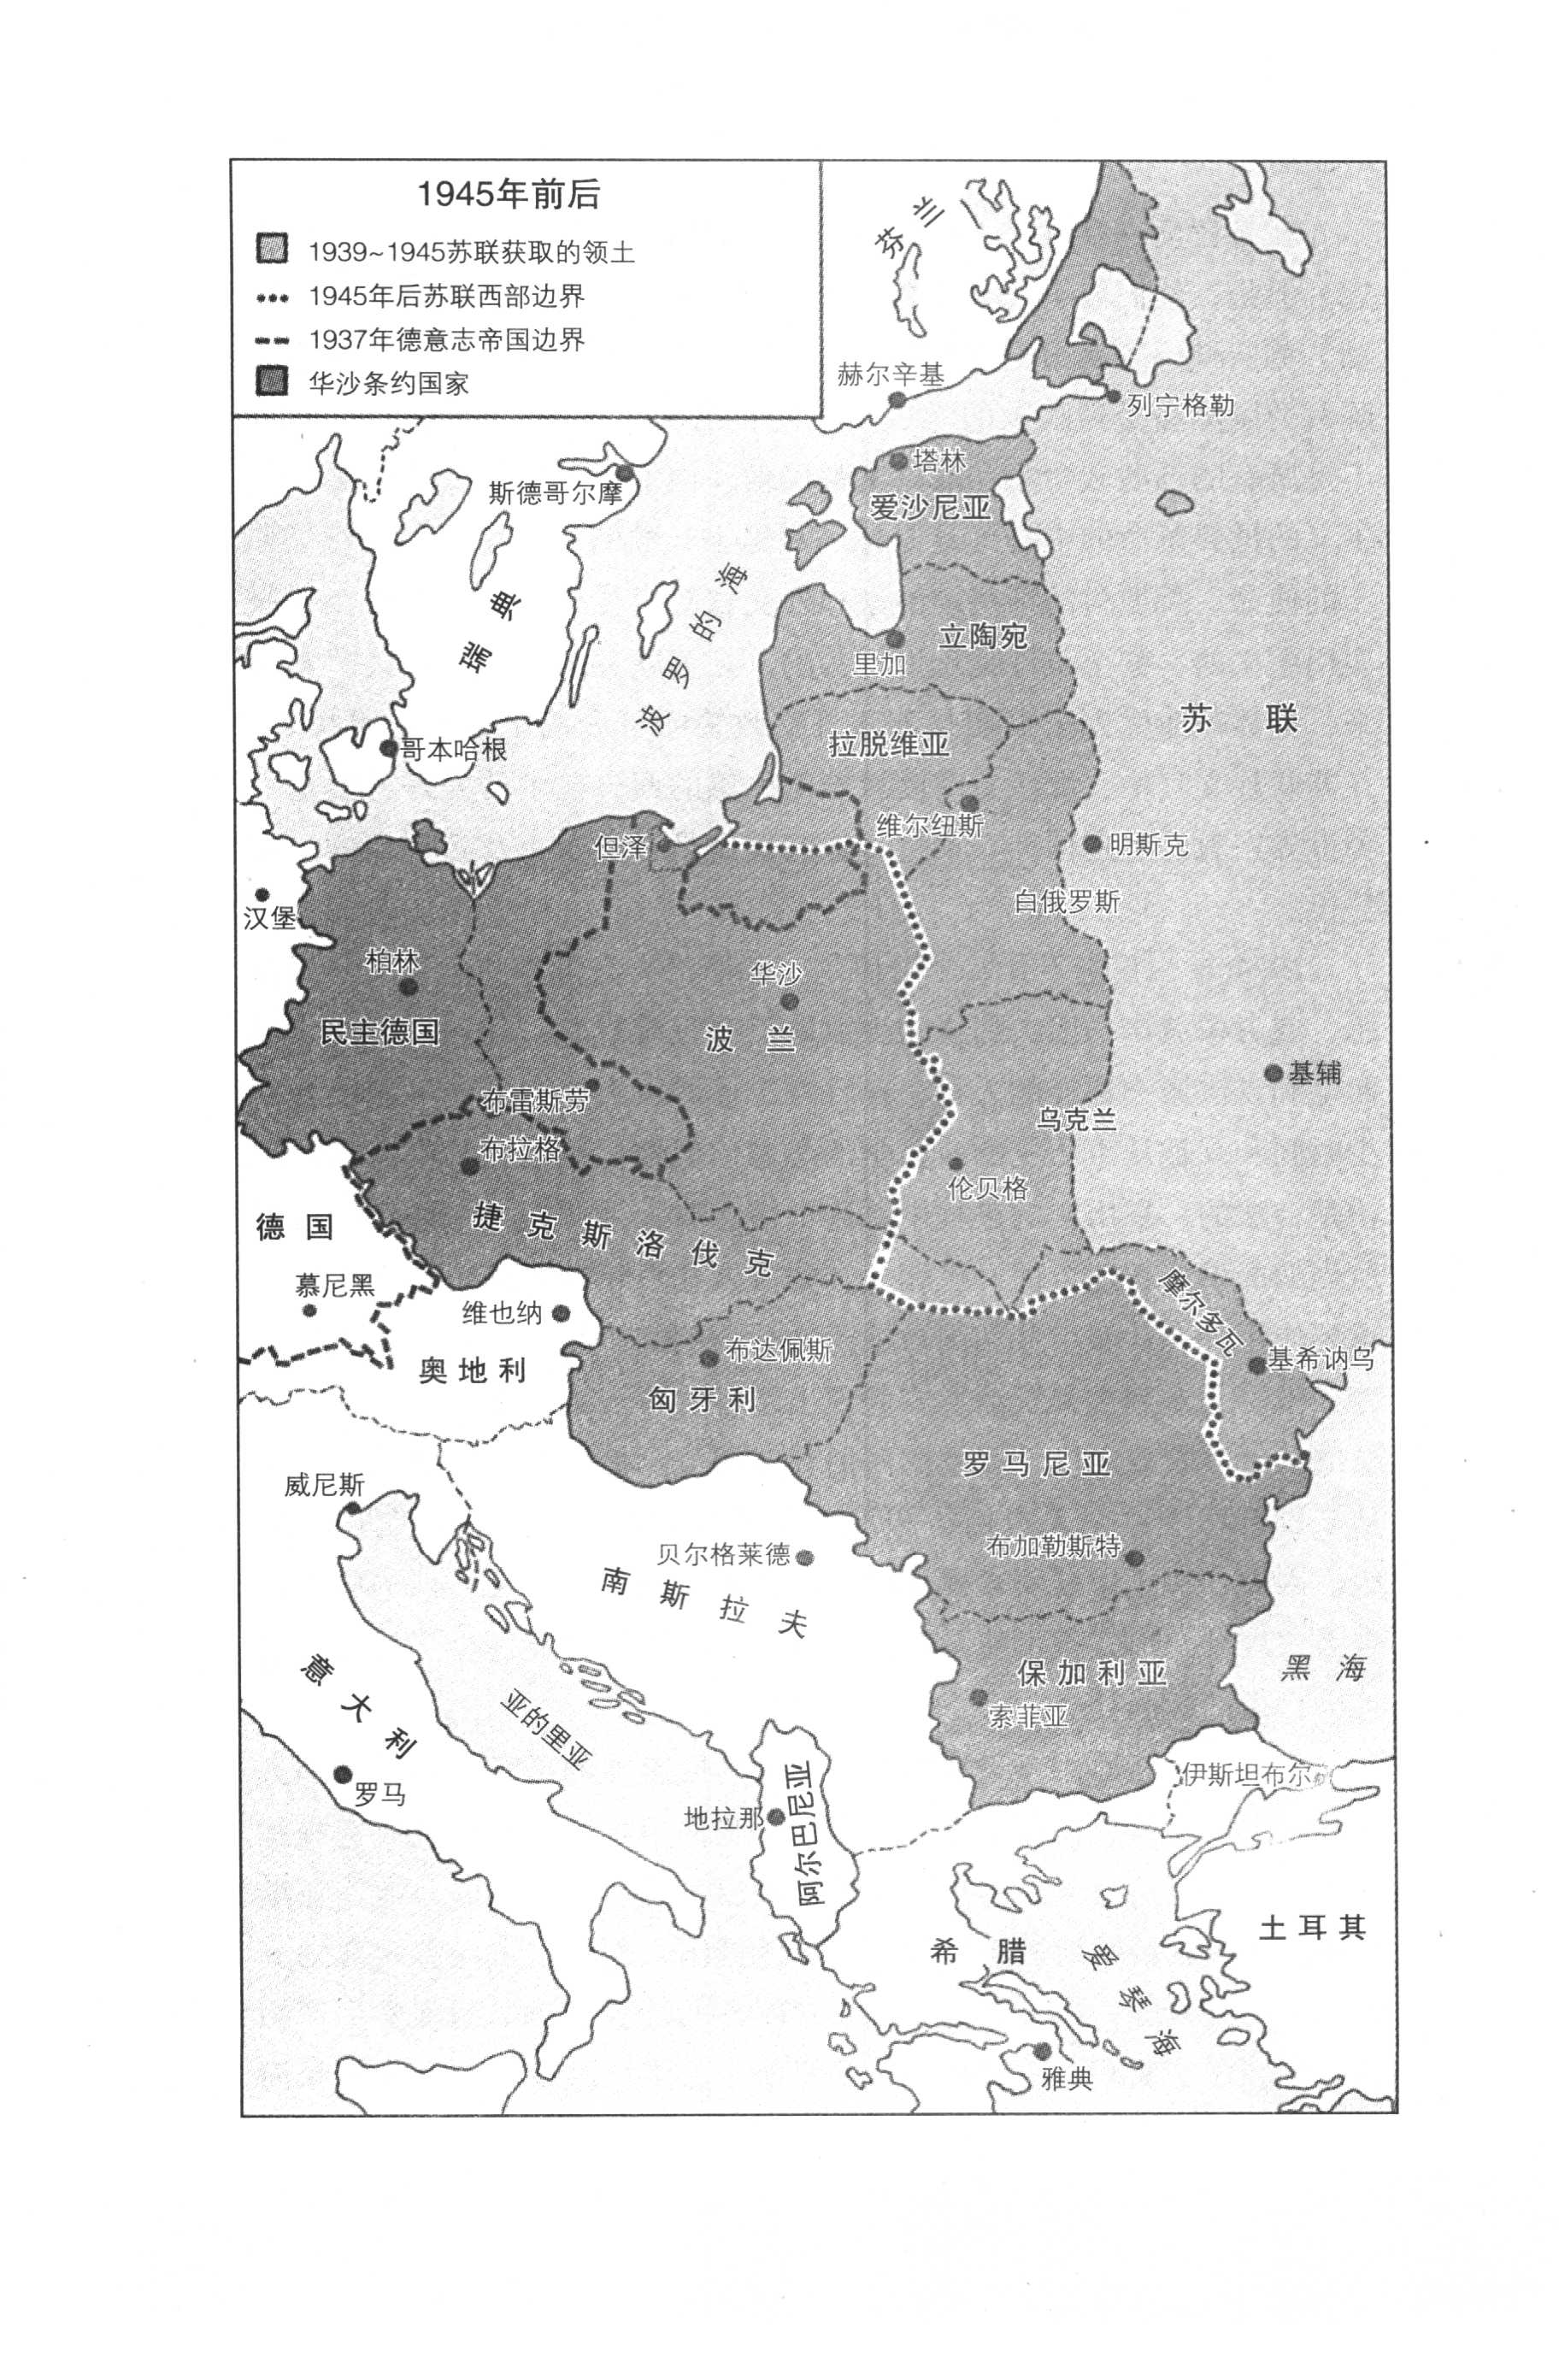 1945年前后
1939~1945苏联获取的领土
1945年后苏联西部边界
1937年德意志帝国边界
华沙条约国家
芬兰
赫尔辛基
列宁格勒
塔林
斯德哥尔摩
爱沙尼亚
瑞典
波罗的海
立陶宛
里加
苏联
拉脱维亚
哥本哈根
维尔纽斯
但泽
明斯克
白俄罗斯
汉堡
柏林
华沙
民主德国
波兰
基辅
布雷斯劳
乌克兰
布拉格
伦贝格
德国
捷克斯洛伐克
慕尼黑
摩尔多瓦
维也纳
布达佩斯
基希讷乌
奥地利
匈牙利
罗马尼亚
威尼斯
布加勒斯特
贝尔格莱德
南斯拉夫
保加利亚
黑海
意大利
索菲亚
亚的里亚
伊斯坦布尔
罗马
地拉那
阿尔巴尼亚
土耳其
希腊
爱琴海
雅典